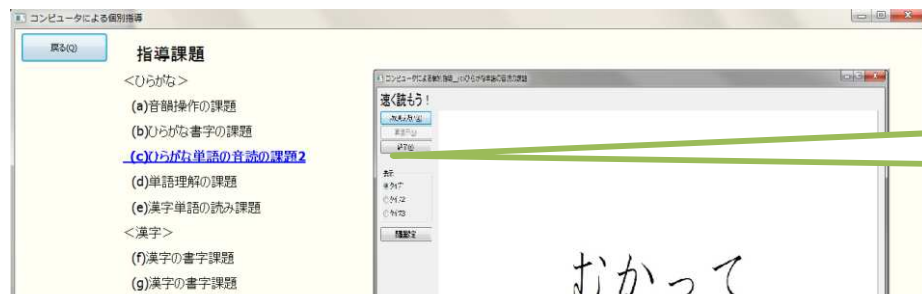 コンピュータによる個別指導
戻る(Q)
指導課題
<ひらがな>
(a)音韻操作の課題
(b)ひらがな書字の課題
(c)ひらがな単語の音読の課題2
(d)単語理解の課題
(e)漢字単語の読み課題
<漢字>
(f)漢字の書字課題
(g)漢字の書字課題
速く読もう!
表示
むかって